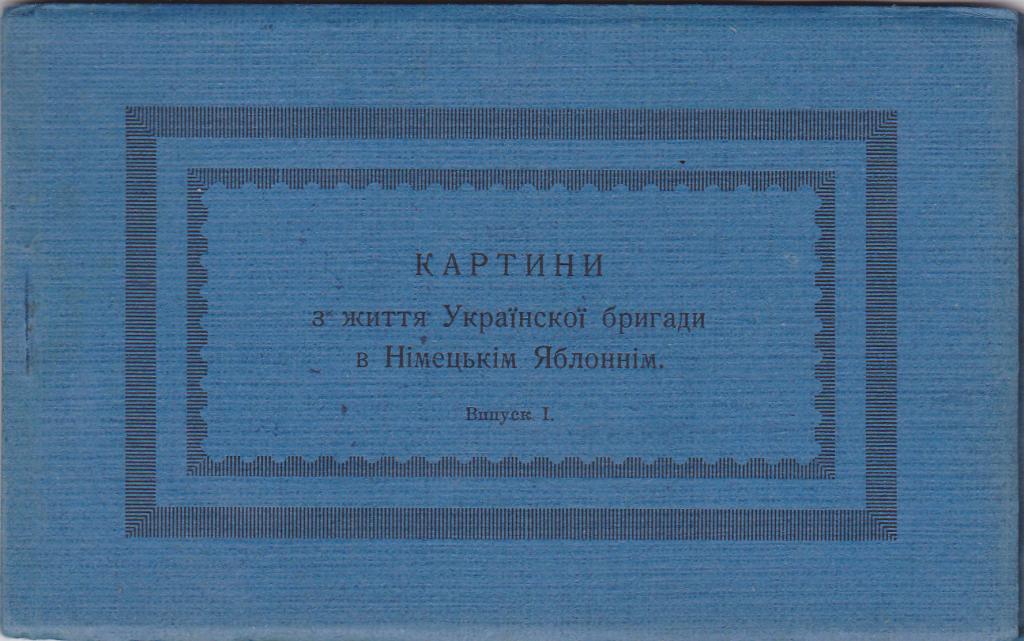 КАРТИНИ
з життя Українскої бригади
в Німецькім Яблоннім.
Випуск I.